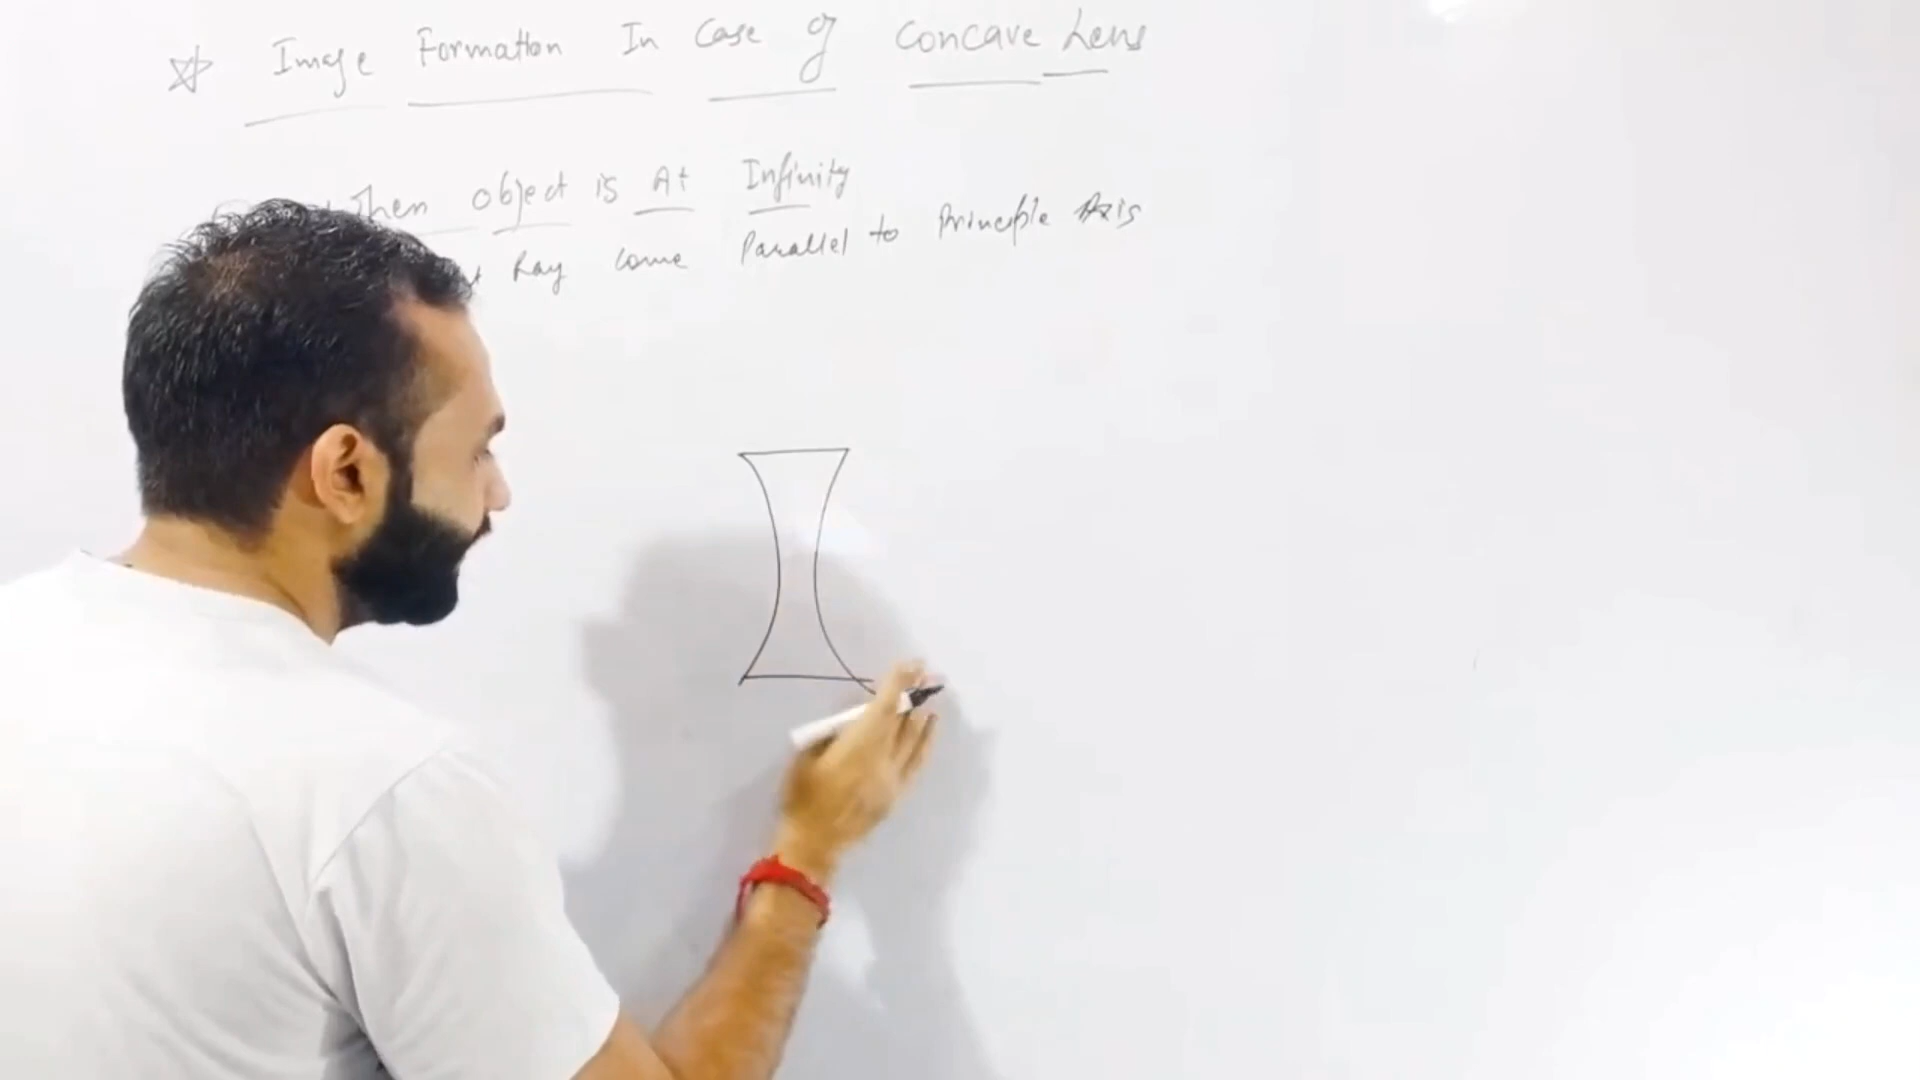 ☆ Image Formation In Case of Concave Lens
When object is At Infinity
Ray come Parallel to Principle Axis